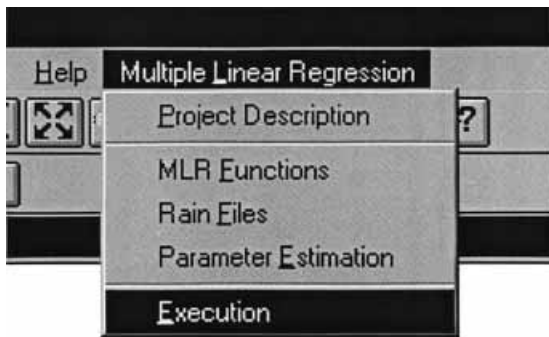 Help Multiple Linear Regression
Project Description
?
MLR Functions
Rain Files
Parameter Estimation
Execution